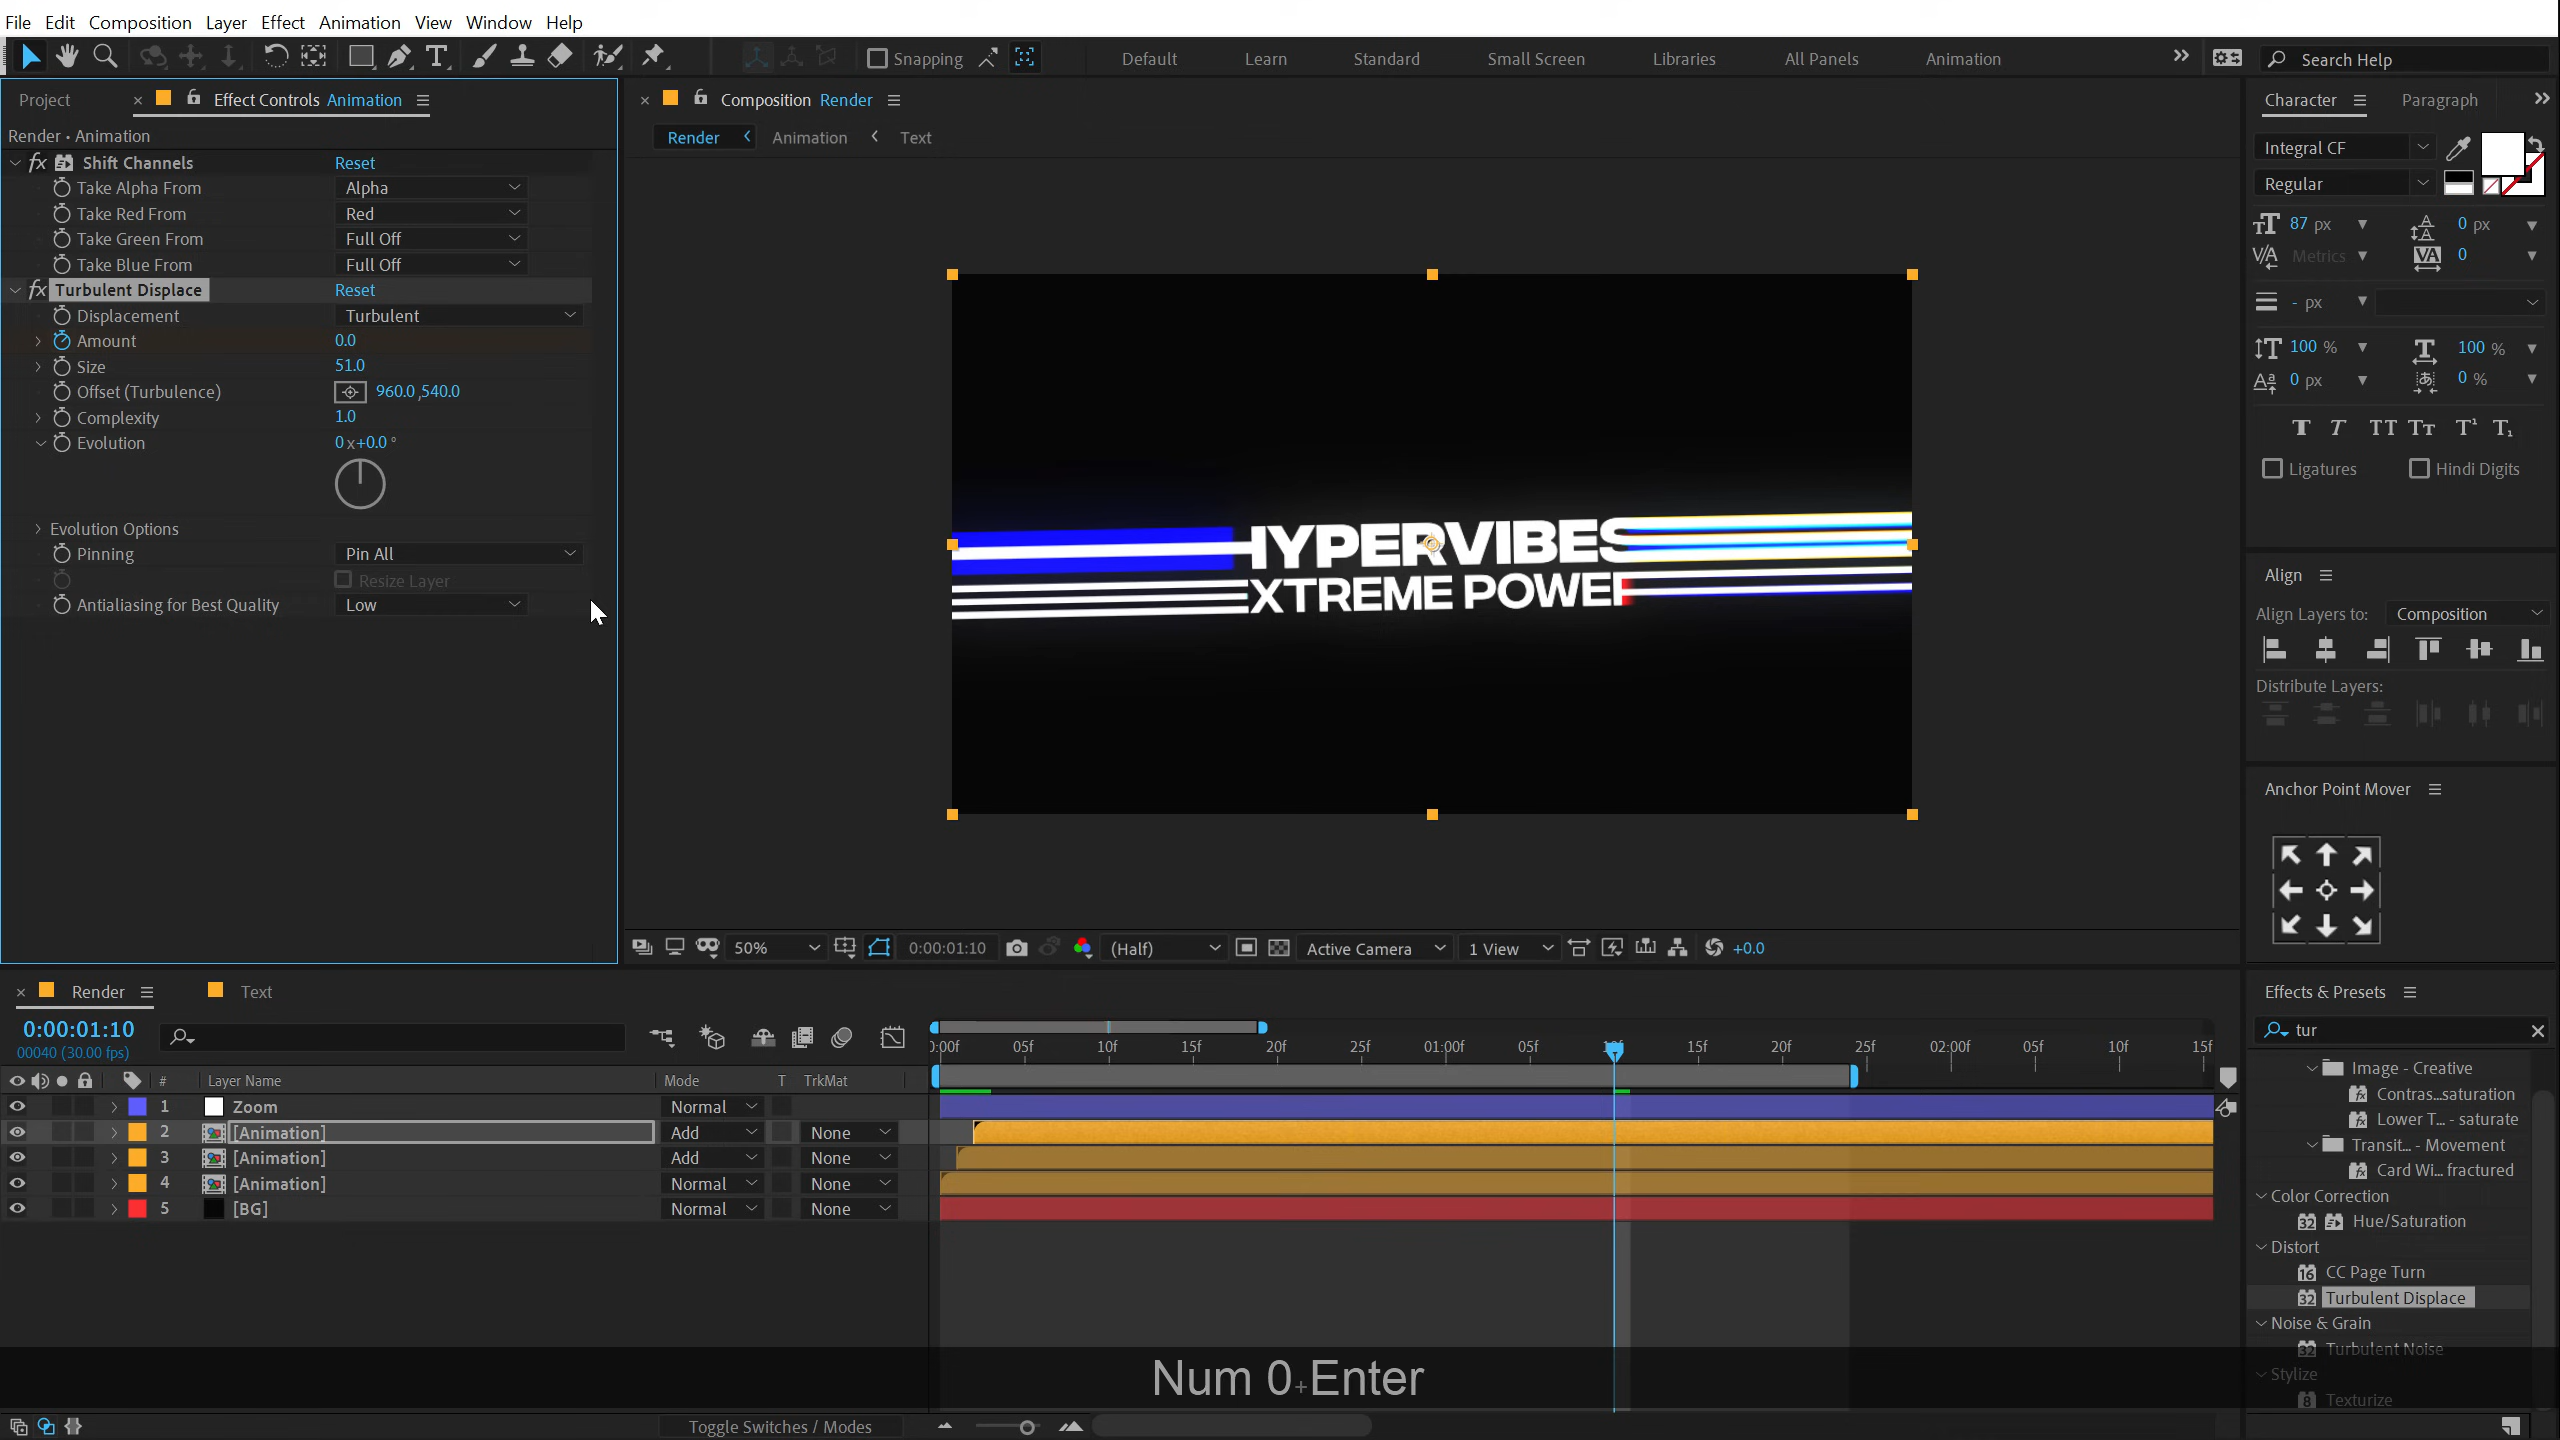 File Edit Composition Layer Effect Animation View Window Help
Snapping Default Learn Standard Small Screen Libraries All Panels Animation Search Help
Project Effect Controls Animation
Render • Animation
fx Shift Channels Reset
Take Alpha From Alpha
Take Red From Red
Take Green From Full Off
Take Blue From Full Off
fx Turbulent Displace Reset
Displacement Turbulent
Amount 0.0
Size 51.0
Offset (Turbulence) 960.0 ,540.0
Complexity 1.0
Evolution 0 x+0.0 °
Evolution Options
Pinning Pin All
Resize Layer
Antialiasing for Best Quality Low
Composition Render
Render Animation Text
HYPERVIBES
XTREME POWER
50% 0:00:01:10 (Half) Active Camera 1 View +0.0
Character Paragraph
Integral CF
Regular
87 px 0 px
Metrics 0
- px
100 % 100 %
0 px 0 %
Ligatures Hindi Digits
Align
Align Layers to: Composition
Distribute Layers:
Anchor Point Mover
Effects & Presets
tur
Image - Creative
Contras...saturation
Lower T... - saturate
Transit... - Movement
Card Wi... fractured
Color Correction
32 Hue/Saturation
Distort
16 CC Page Turn
32 Turbulent Displace
Noise & Grain
32 Turbulent Noise
Stylize
8 Texturize
Render Text
0:00:01:10
00040 (30.00 fps)
# Layer Name Mode T TrkMat
1 Zoom Normal
2 [Animation] Add None
3 [Animation] Add None
4 [Animation] Normal None
5 [BG] Normal None
0:00f 05f 10f 15f 20f 25f 01:00f 05f 10f 15f 20f 25f 02:00f 05f 10f 15f
Num 0+Enter
Toggle Switches / Modes